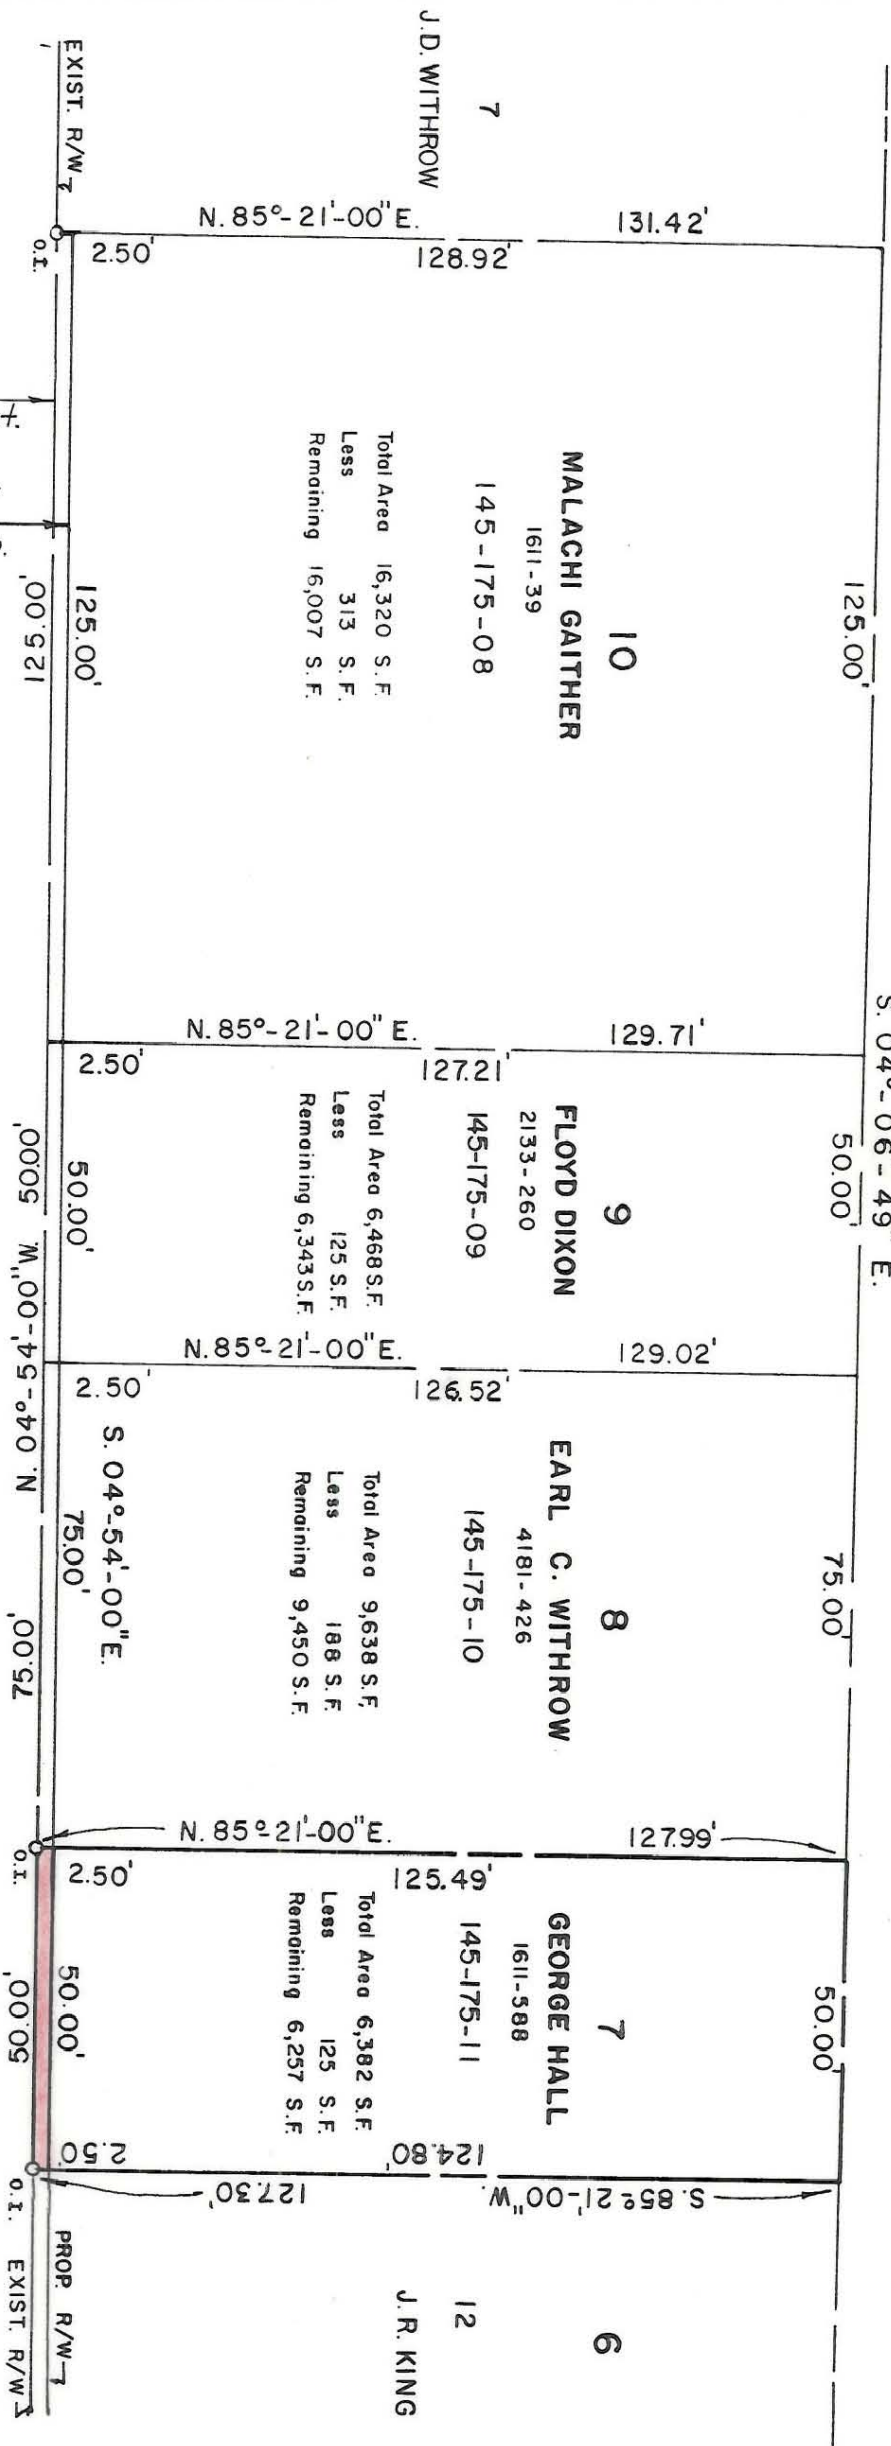 J.D. WITHROW
7
EXIST. R/W
N. 85°-21'-00" E.
131.42'
2.50'
128.92'
O.I.
10
MALACHI GAITHER
1611-39
145-175-08
Total Area 16,320 S.F.
Less 313 S.F.
Remaining 16,007 S.F.
125.00'
125.00'
125.00'
S. 04°-06-49" E.
N. 85°-21'-00" E.
129.71'
2.50'
127.21'
9
FLOYD DIXON
2133-260
145-175-09
Total Area 6,468 S.F.
Less 125 S.F.
Remaining 6,343 S.F.
50.00'
50.00'
50.00'
N. 04°-54'-00" W.
N. 85°-21'-00" E.
129.02'
2.50'
126.52'
8
EARL C. WITHROW
4181-426
145-175-10
Total Area 9,638 S.F.
Less 188 S.F.
Remaining 9,450 S.F.
75.00'
S. 04°-54'-00" E.
75.00'
75.00'
N. 85°-21'-00" E.
127.99'
2.50'
125.49'
O.I.
7
GEORGE HALL
1611-588
145-175-11
Total Area 6,382 S.F.
Less 125 S.F.
Remaining 6,257 S.F.
50.00'
50.00'
50.00'
2.50'
124.80'
127.30'
S. 85°-21'-00" W.
O.I.
6
12
J.R. KING
PROP. R/W
EXIST. R/W